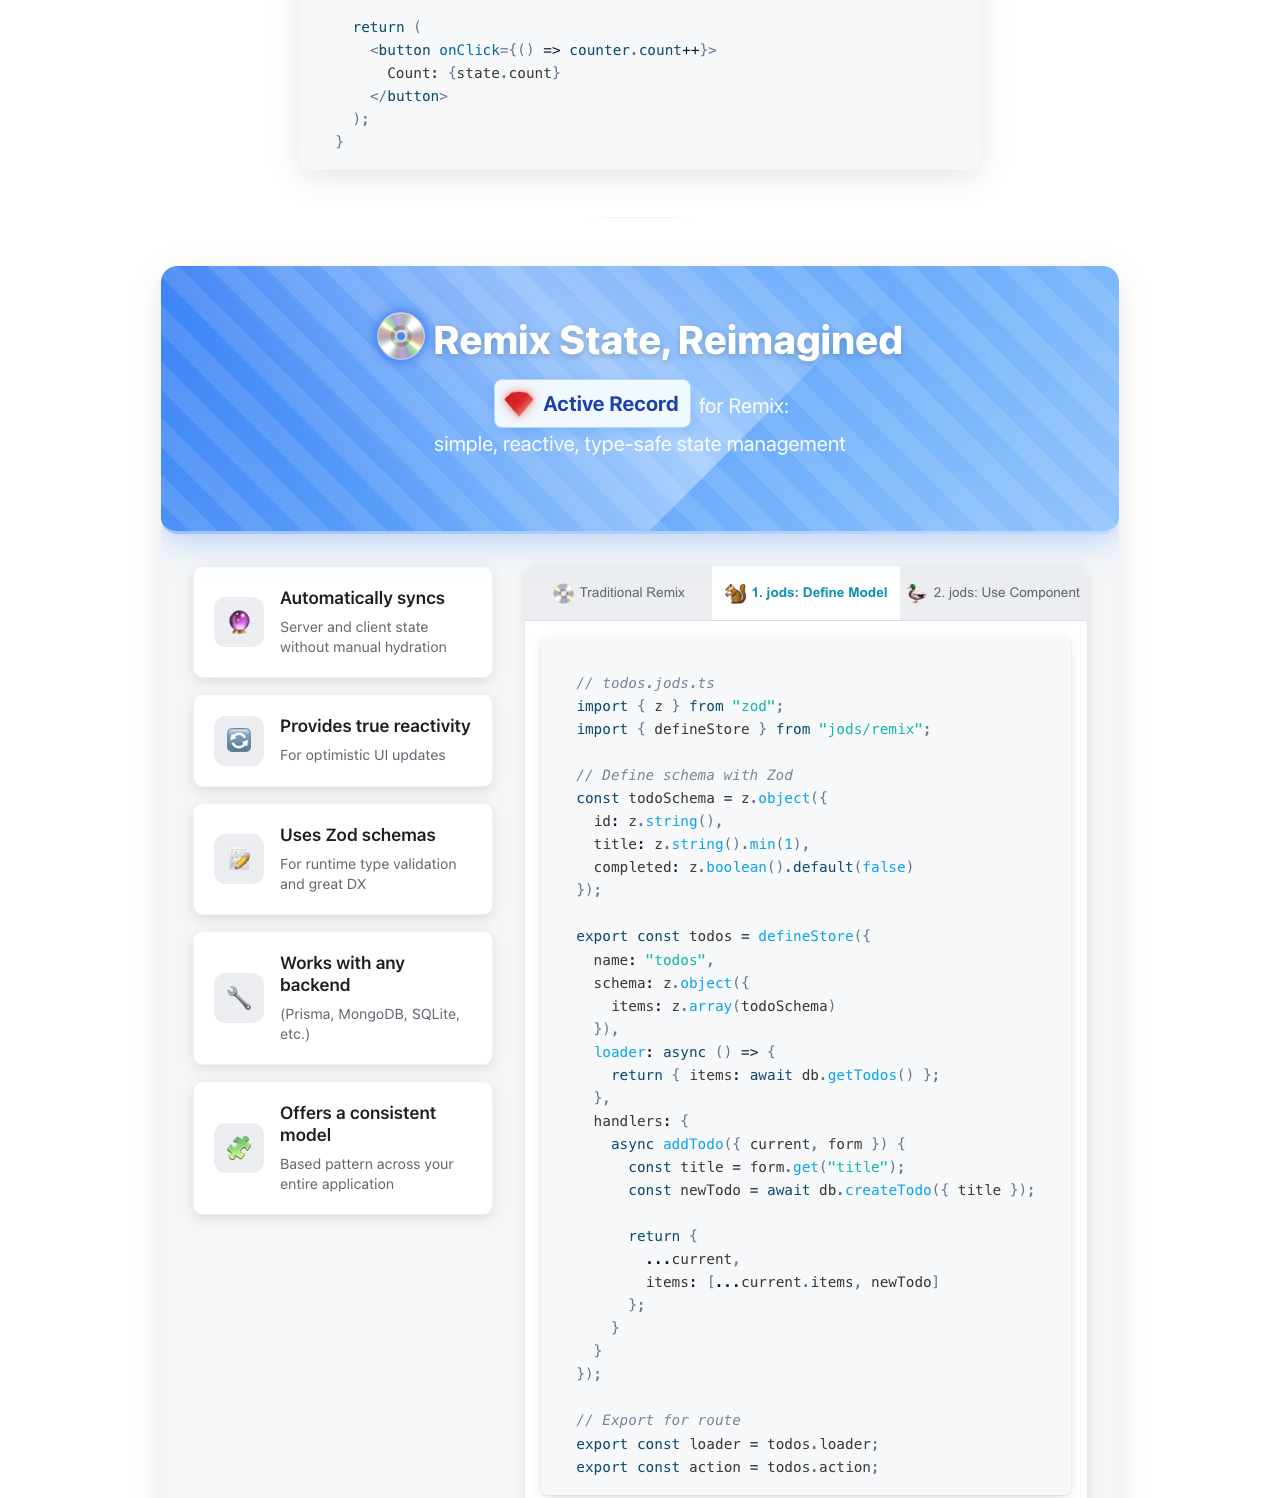 return (
<button onClick={() => counter.count++}>
Count: {state.count}
</button>
);
}
Remix State, Reimagined
Active Record for Remix:
simple, reactive, type-safe state management
Automatically syncs
Server and client state
without manual hydration
Provides true reactivity
For optimistic UI updates
Uses Zod schemas
For runtime type validation
and great DX
Works with any
backend
(Prisma, MongoDB, SQLite,
etc.)
Offers a consistent
model
Based pattern across your
entire application
Traditional Remix
1. jods: Define Model
2. jods: Use Component
// todos.jods.ts
import { z } from "zod";
import { defineStore } from "jods/remix";
// Define schema with Zod
const todoSchema = z.object({
id: z.string(),
title: z.string().min(1),
completed: z.boolean().default(false)
});
export const todos = defineStore({
name: "todos",
schema: z.object({
items: z.array(todoSchema)
}),
loader: async () => {
return { items: await db.getTodos() };
},
handlers: {
async addTodo({ current, form }) {
const title = form.get("title");
const newTodo = await db.createTodo({ title });
return {
...current,
items: [...current.items, newTodo]
};
}
}
});
// Export for route
export const loader = todos.loader;
export const action = todos.action;